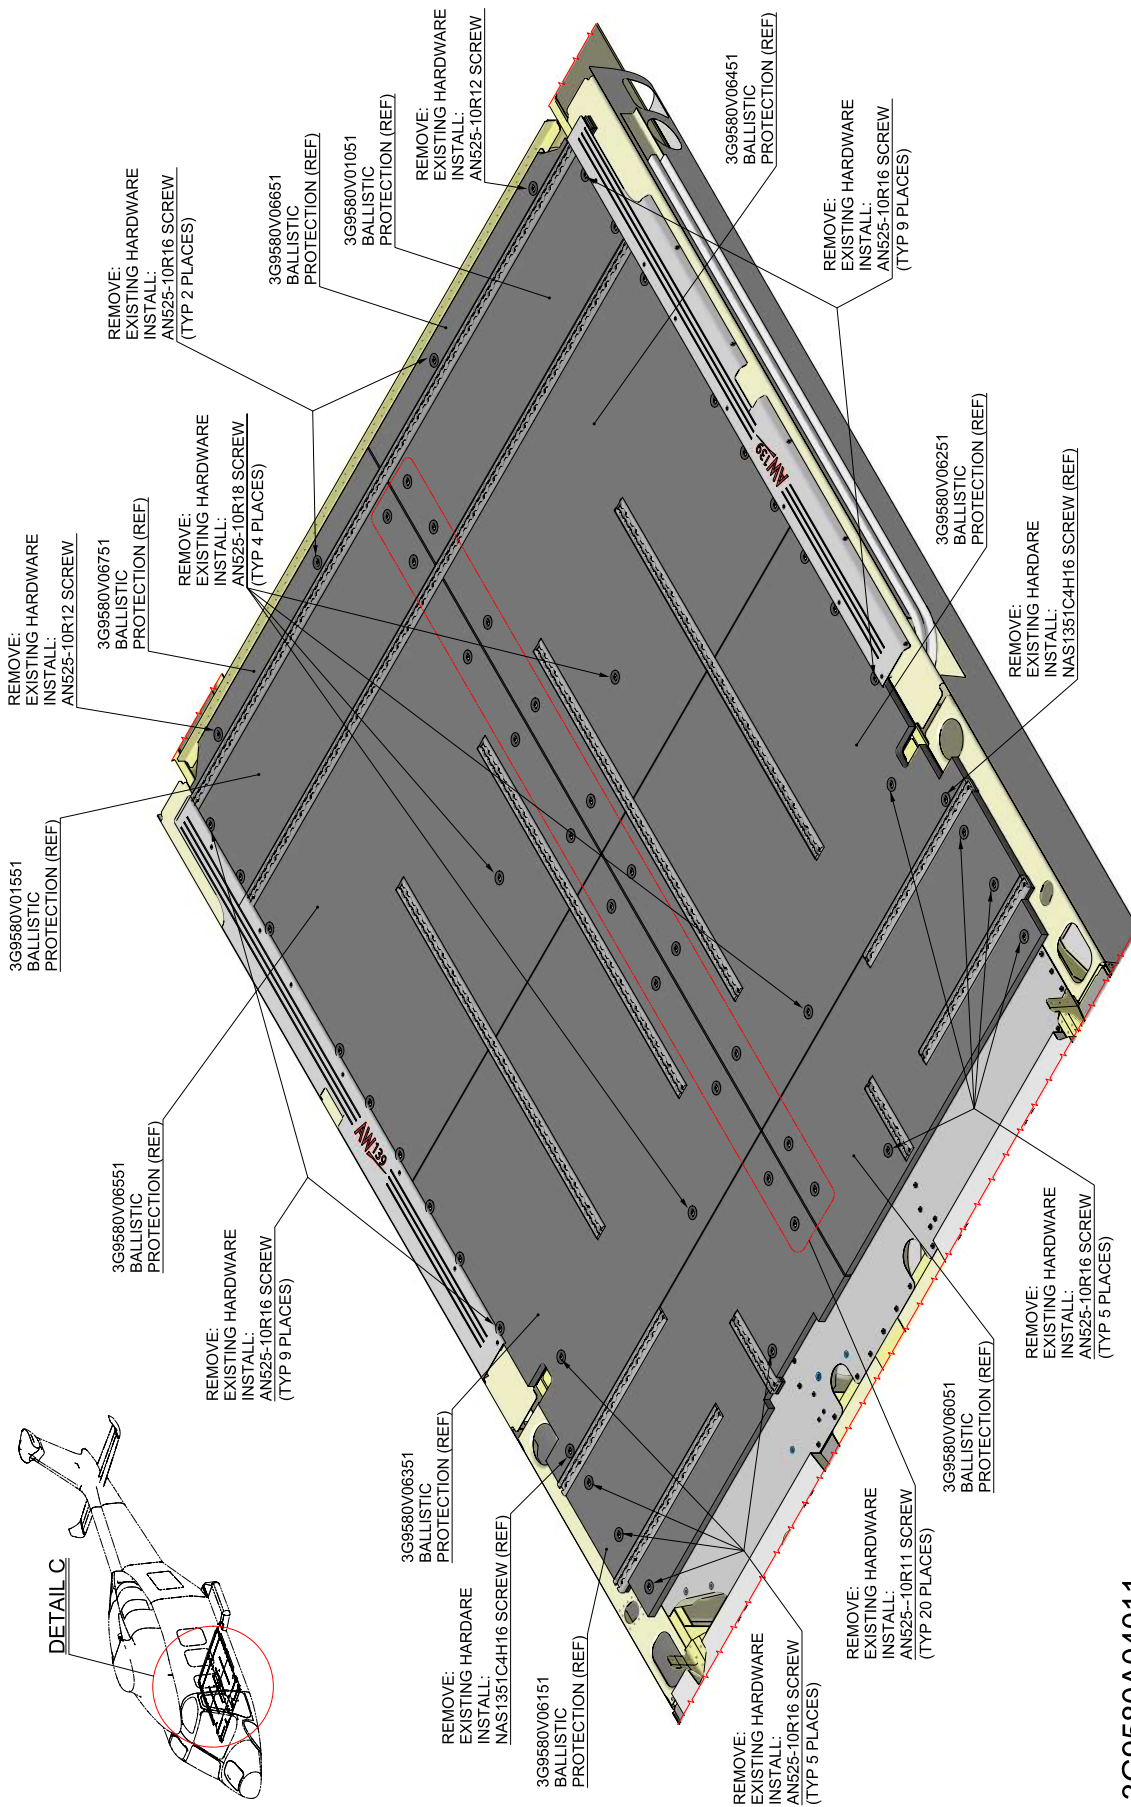 DETAIL C
REMOVE:
EXISTING HARDWARE
INSTALL:
AN525-10R12 SCREW
3G9580V06751
BALLISTIC
PROTECTION (REF)
REMOVE:
EXISTING HARDWARE
INSTALL:
AN525-10R18 SCREW
(TYP 4 PLACES)
REMOVE:
EXISTING HARDWARE
INSTALL:
AN525-10R16 SCREW
(TYP 2 PLACES)
3G9580V06651
BALLISTIC
PROTECTION (REF)
3G9580V01051
BALLISTIC
PROTECTION (REF)
REMOVE:
EXISTING HARDWARE
INSTALL:
AN525-10R12 SCREW
3G9580V06451
BALLISTIC
PROTECTION (REF)
REMOVE:
EXISTING HARDWARE
INSTALL:
AN525-10R16 SCREW
(TYP 9 PLACES)
3G9580V01551
BALLISTIC
PROTECTION (REF)
3G9580V06551
BALLISTIC
PROTECTION (REF)
REMOVE:
EXISTING HARDWARE
INSTALL:
AN525-10R16 SCREW
(TYP 9 PLACES)
AW139
AW139
3G9580V06251
BALLISTIC
PROTECTION (REF)
REMOVE:
EXISTING HARDARE
INSTALL:
NAS1351C4H16 SCREW (REF)
3G9580V06351
BALLISTIC
PROTECTION (REF)
REMOVE:
EXISTING HARDARE
INSTALL:
NAS1351C4H16 SCREW (REF)
3G9580V06151
BALLISTIC
PROTECTION (REF)
REMOVE:
EXISTING HARDWARE
INSTALL:
AN525-10R16 SCREW
(TYP 5 PLACES)
REMOVE:
EXISTING HARDWARE
INSTALL:
AN525--10R11 SCREW
(TYP 20 PLACES)
3G9580V06051
BALLISTIC
PROTECTION (REF)
REMOVE:
EXISTING HARDWARE
INSTALL:
AN525-10R16 SCREW
(TYP 5 PLACES)